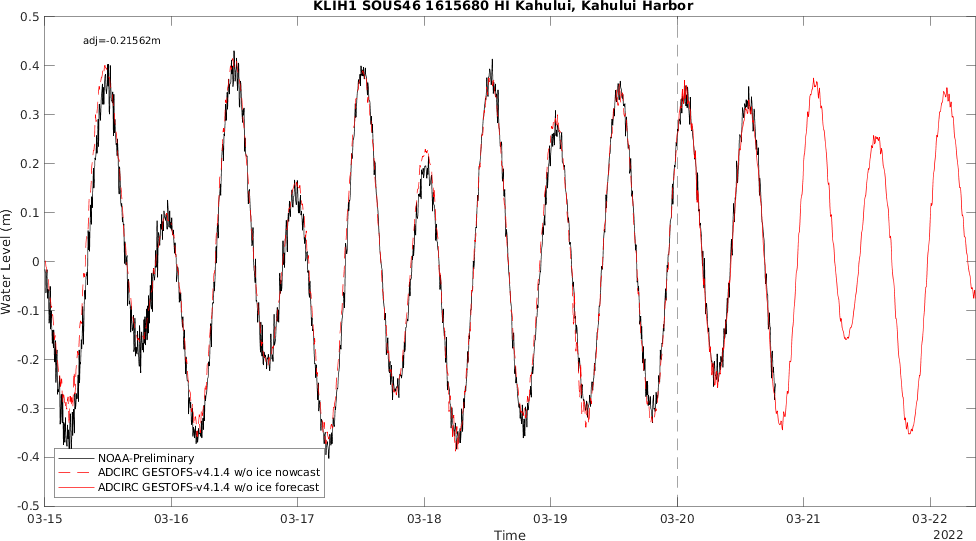 KLIH1 SOUS46 1615680 HI Kahului, Kahului Harbor
adj=-0.21562m
0.5
0.4
0.3
0.2
0.1
0
-0.1
-0.2
-0.3
-0.4
-0.5
Water Level (m)
NOAA-Preliminary
ADCIRC GESTOFS-v4.1.4 w/o ice nowcast
ADCIRC GESTOFS-v4.1.4 w/o ice forecast
03-15 03-16 03-17 03-18 03-19 03-20 03-21 03-22
Time
2022